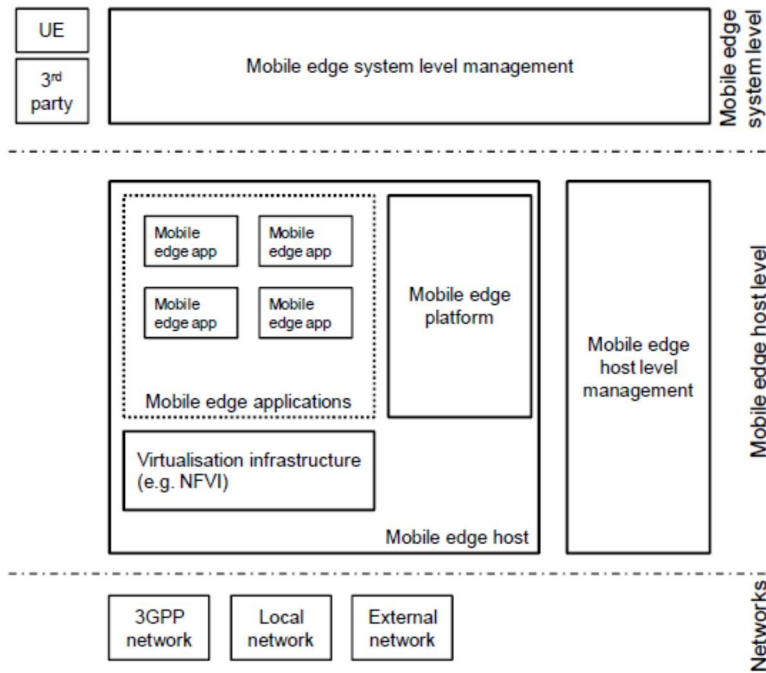 UE
3rd
party
Mobile edge system level management
Mobile edge
system level
Mobile
edge app
Mobile
edge app
Mobile
edge app
Mobile
edge app
Mobile edge applications
Mobile edge
platform
Virtualisation infrastructure
(e.g. NFVI)
Mobile edge host
Mobile edge
host level
management
Mobile edge host level
3GPP
network
Local
network
External
network
Networks